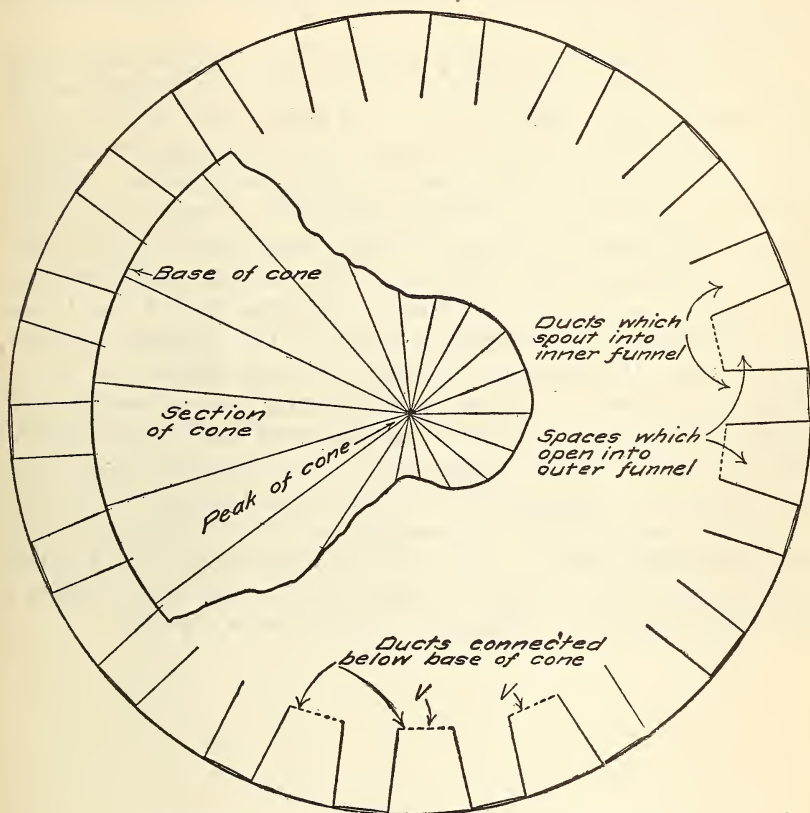 Base of cone
Ducts which
spout into
inner funnel
Section
of cone
Peak of cone
Spaces which
open into
outer funnel
Ducts connected
below base of cone
V
V